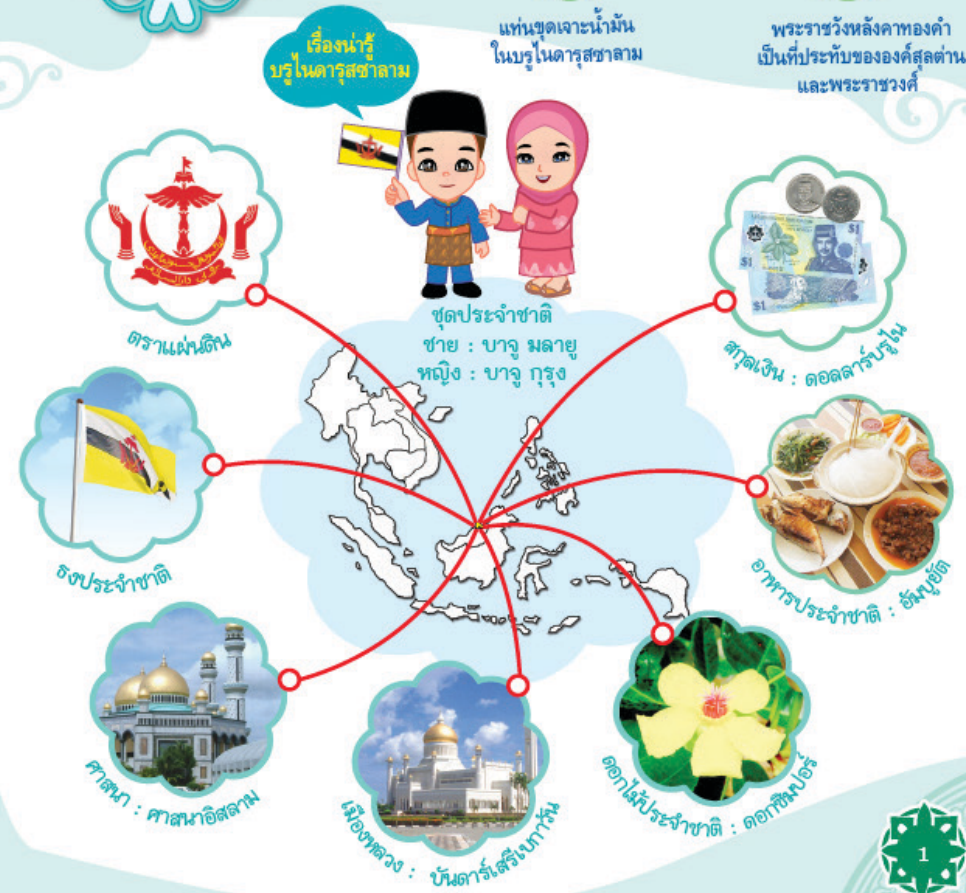 แท่นขุดเจาะน้ำมัน
ในบรูไนดารุสซาลาม
พระราชวังหลังคาทองคำ
เป็นที่ประทับขององค์สุลต่าน
และพระราชวงศ์
เรื่องน่ารู้
บรูไนดารุสซาลาม
ตราแผ่นดิน
ชุดประจำชาติ
ชาย : บาจู มลายู
หญิง : บาจู กุรุง
$1
$1
$1
สกุลเงิน : ดอลลาร์บรูไน
ธงประจำชาติ
อาหารประจำชาติ : อัมบูยัต
ศาสนา : ศาสนาอิสลาม
เมืองหลวง : บันดาร์เสรีเบกาวัน
ดอกไม้ประจำชาติ : ดอกซิมปอร์
1